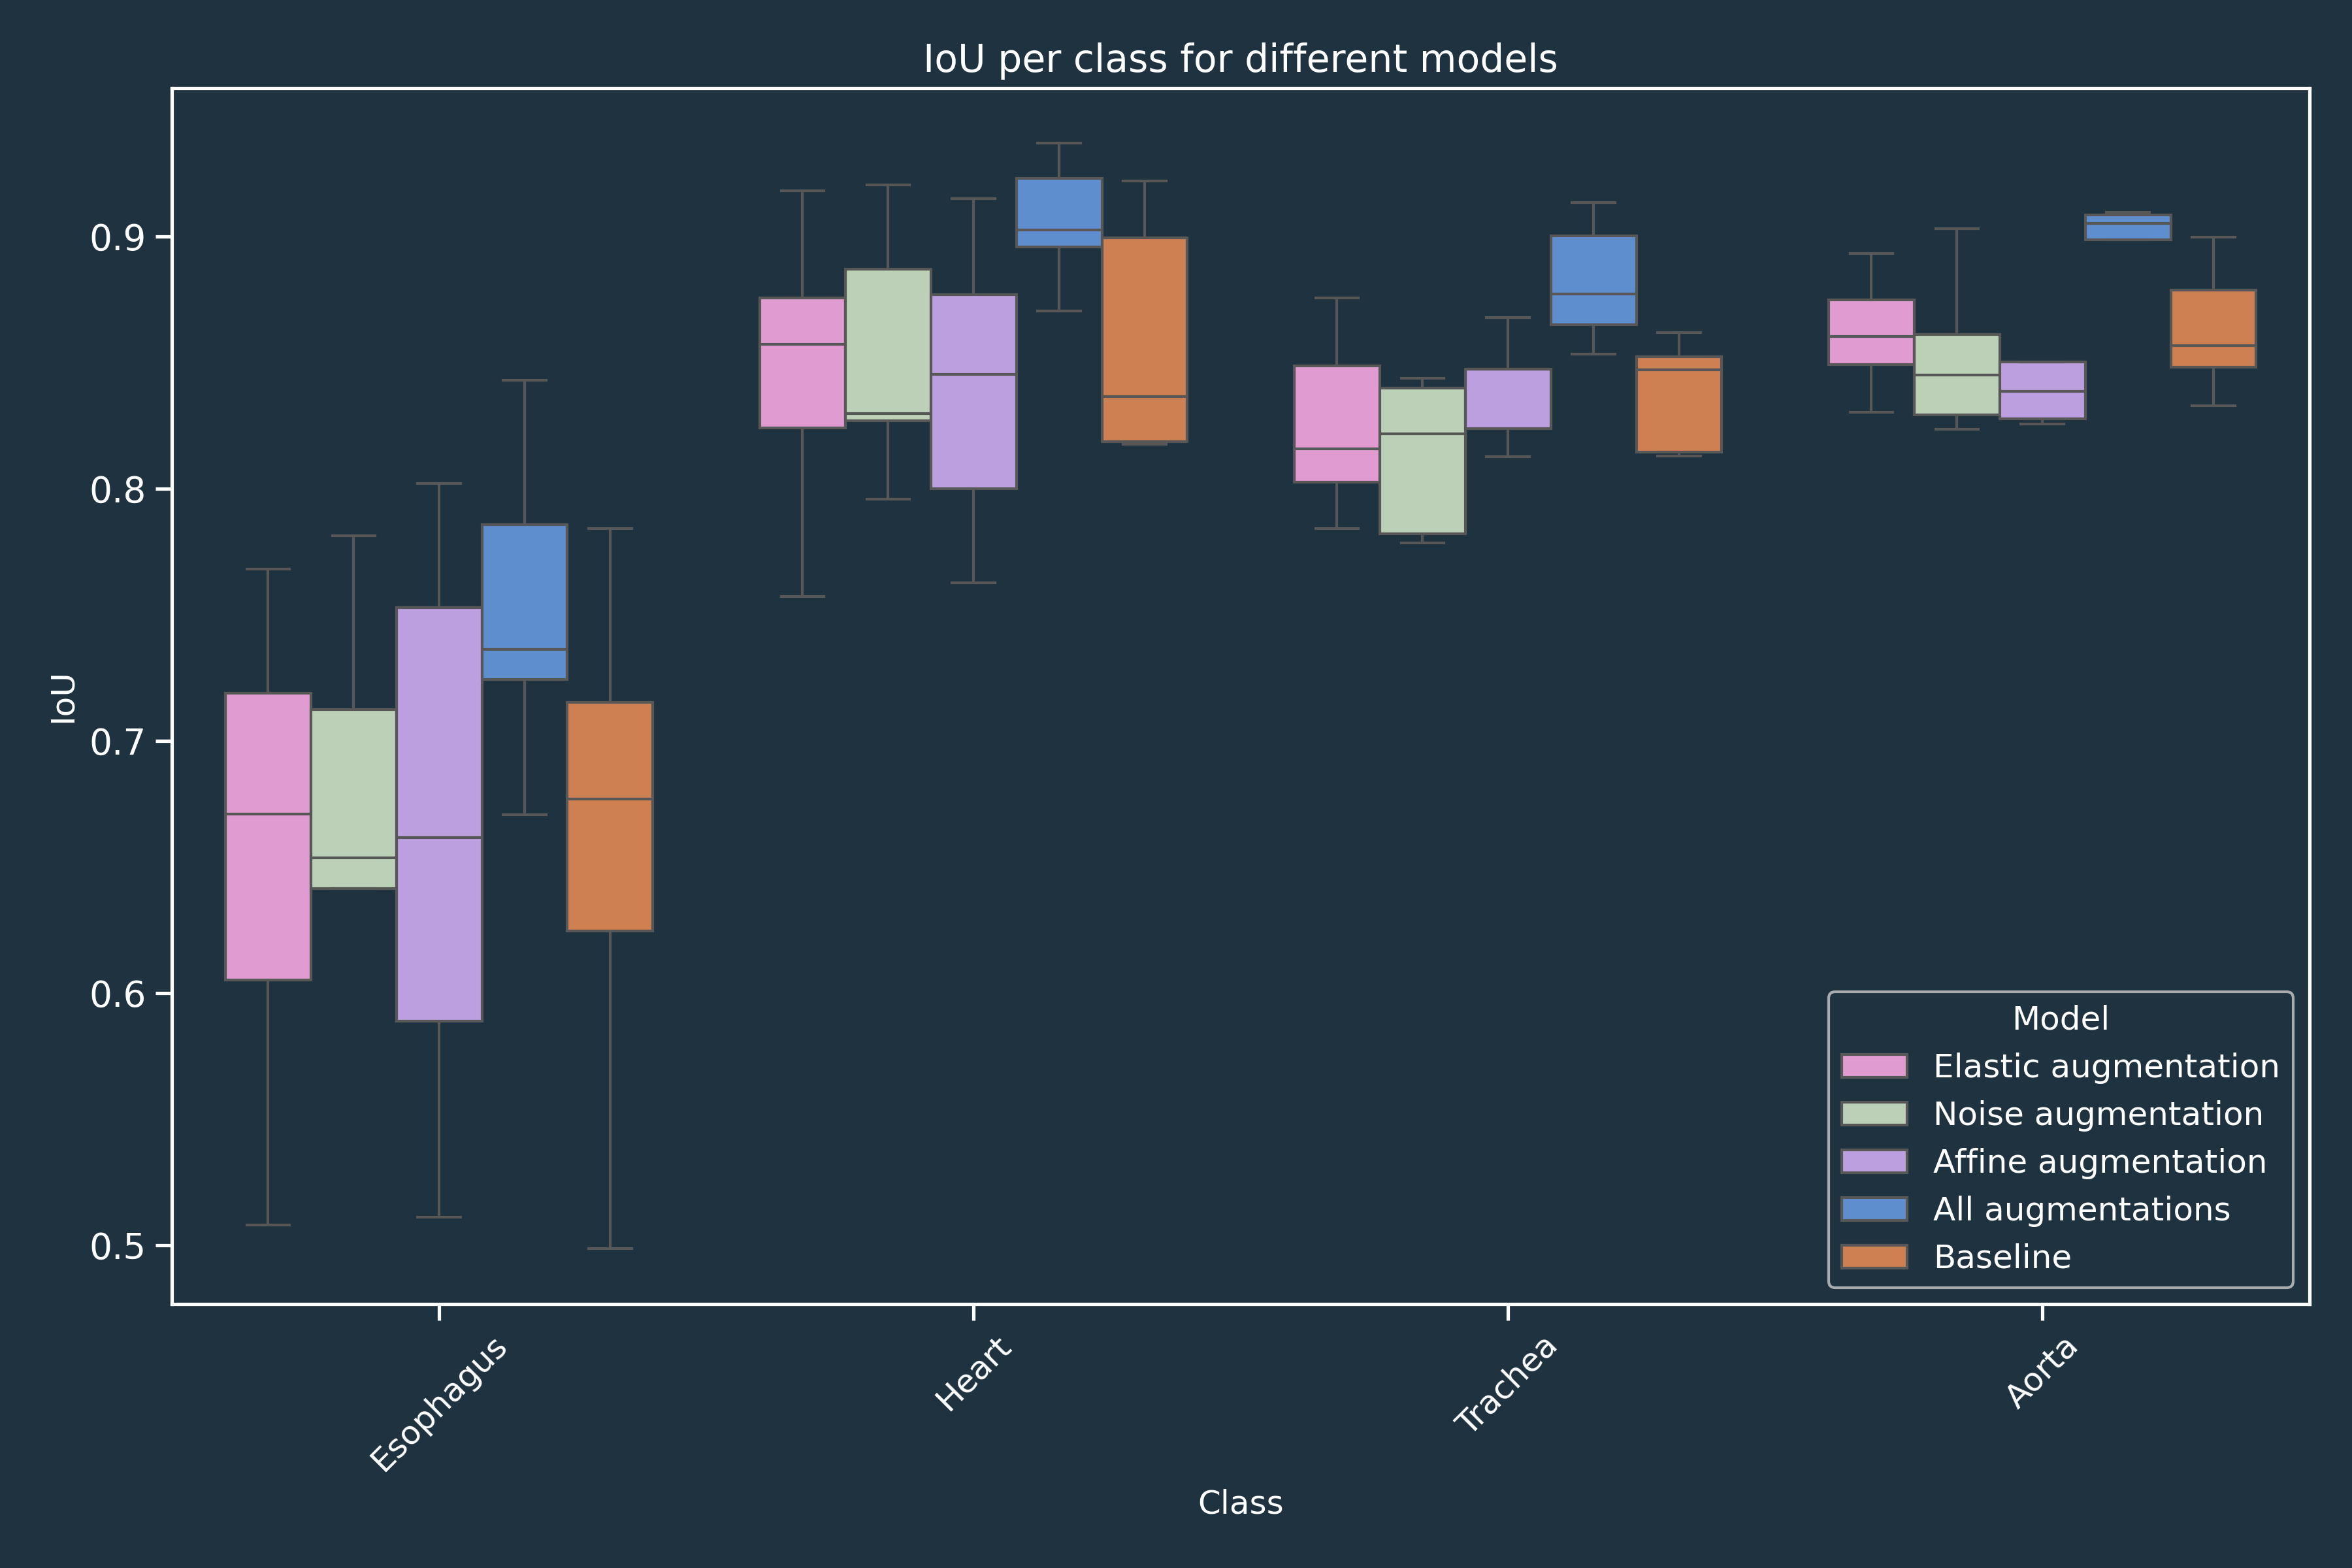 IoU per class for different models
IoU
0.9
0.8
0.7
0.6
0.5
Esophagus
Heart
Trachea
Aorta
Class
Model
Elastic augmentation
Noise augmentation
Affine augmentation
All augmentations
Baseline